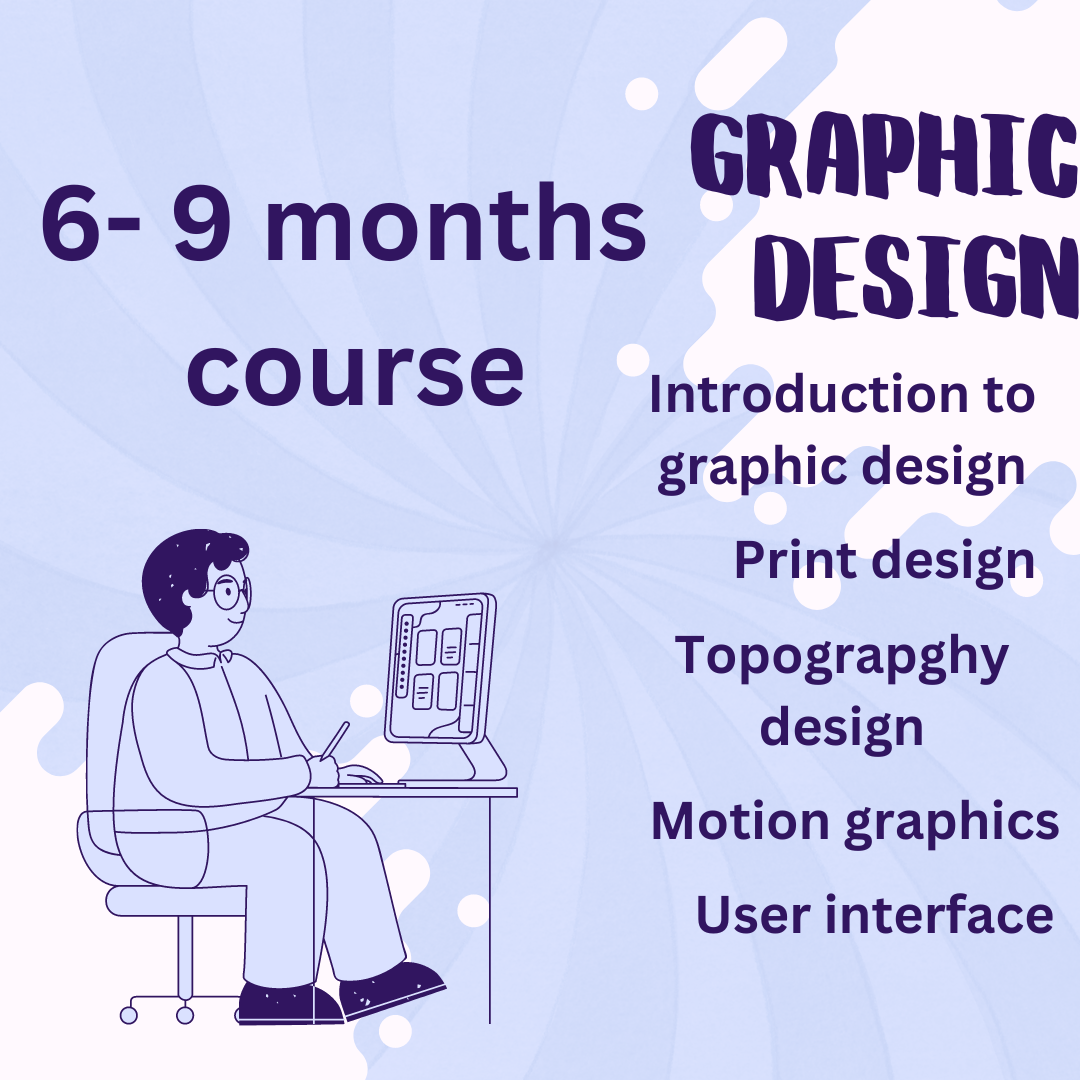 GRAPHIC
DESIGN
6- 9 months
course
Introduction to
graphic design
Print design
Topograpghy
design
Motion graphics
User interface